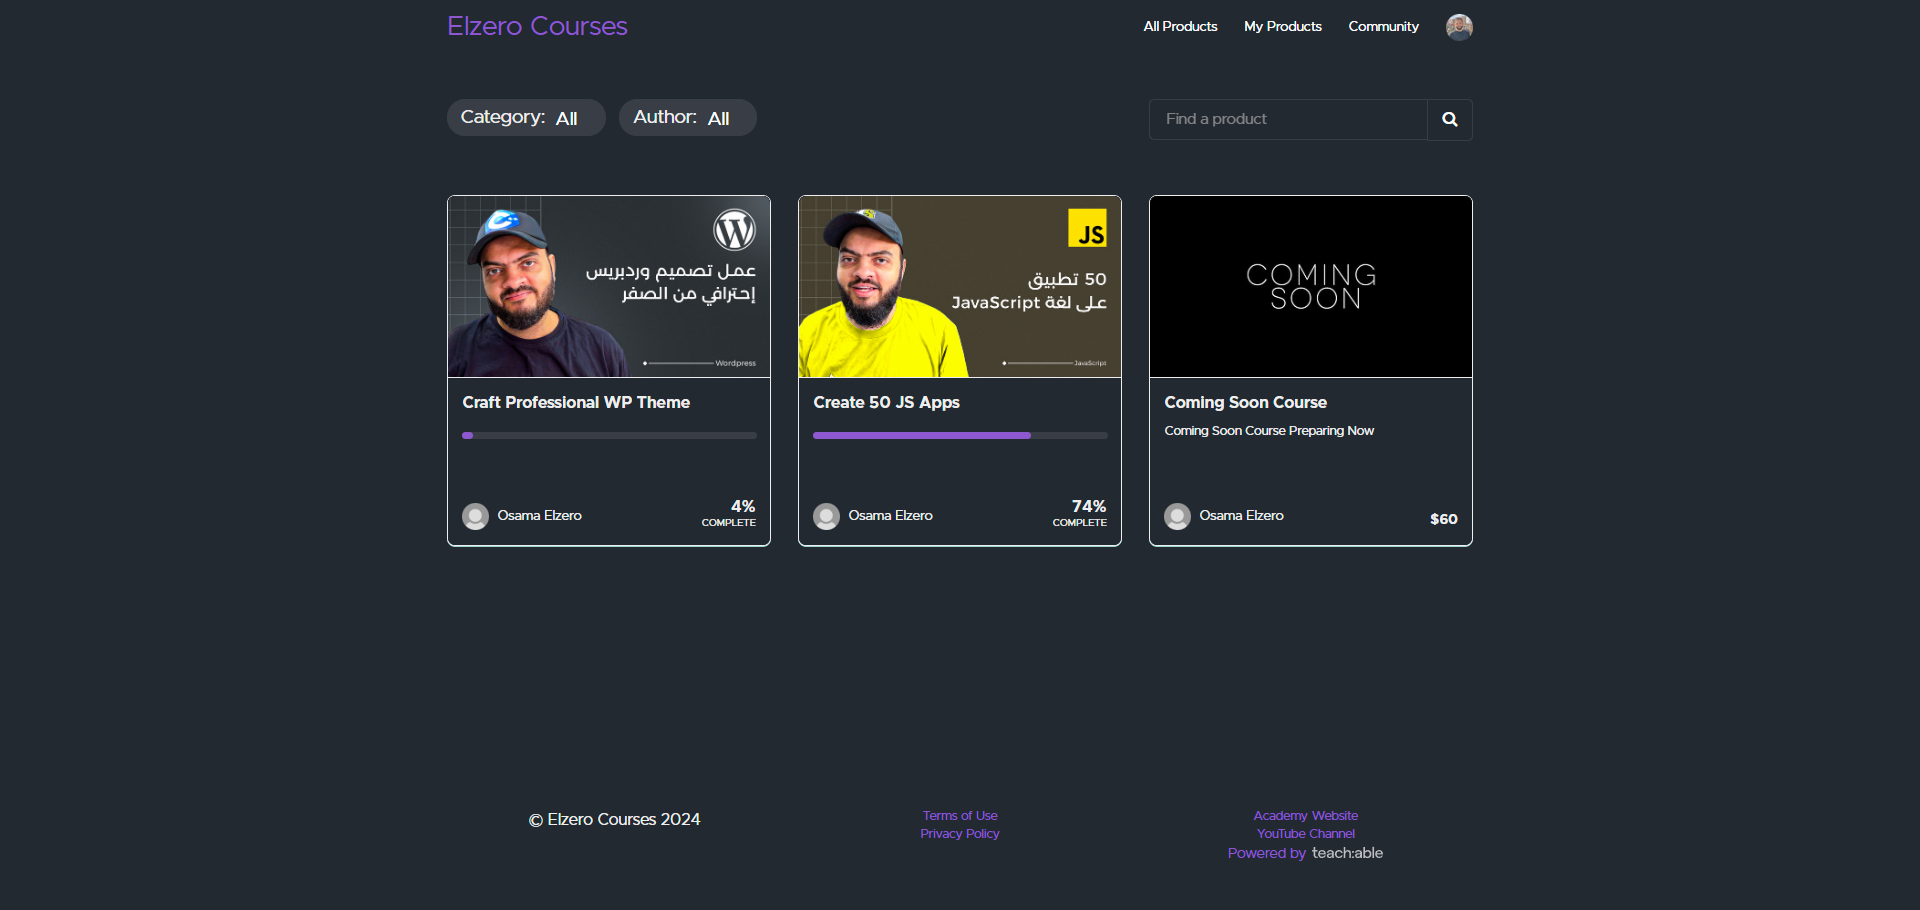 Elzero Courses
All Products
My Products
Community
Category: All
Author: All
Find a product
عمل تصميم وردبريس
إحترافي من الصفر
Wordpress
Craft Professional WP Theme
Osama Elzero
4%
COMPLETE
JS
50 تطبيق
على لغة JavaScript
JavaScript
Create 50 JS Apps
Osama Elzero
74%
COMPLETE
COMING
SOON
Coming Soon Course
Coming Soon Course Preparing Now
Osama Elzero
$60
© Elzero Courses 2024
Terms of Use
Privacy Policy
Academy Website
YouTube Channel
Powered by teach:able